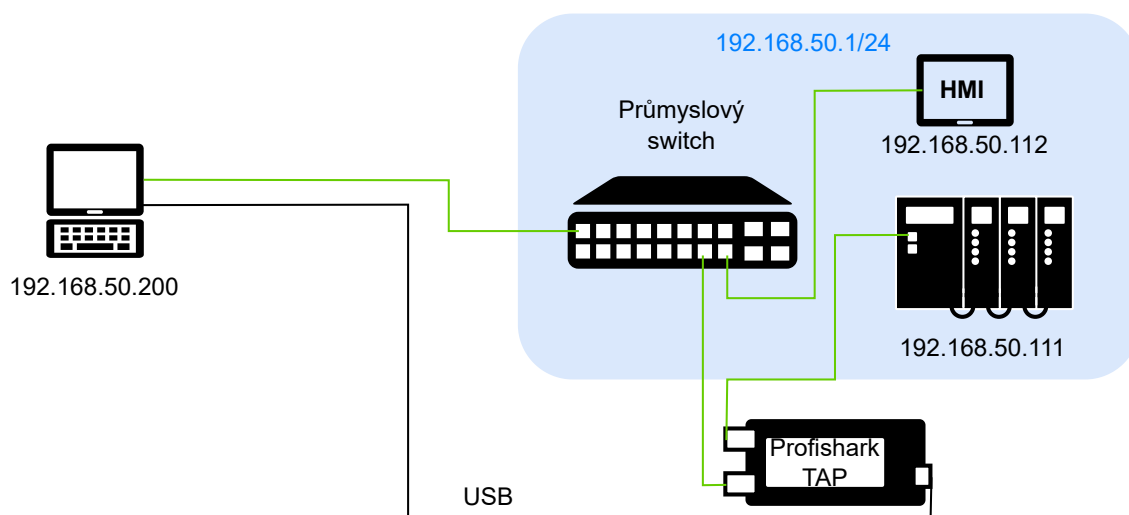 192.168.50.1/24
HMI
Průmyslový
switch
192.168.50.112
192.168.50.200
192.168.50.111
Profishark
TAP
USB